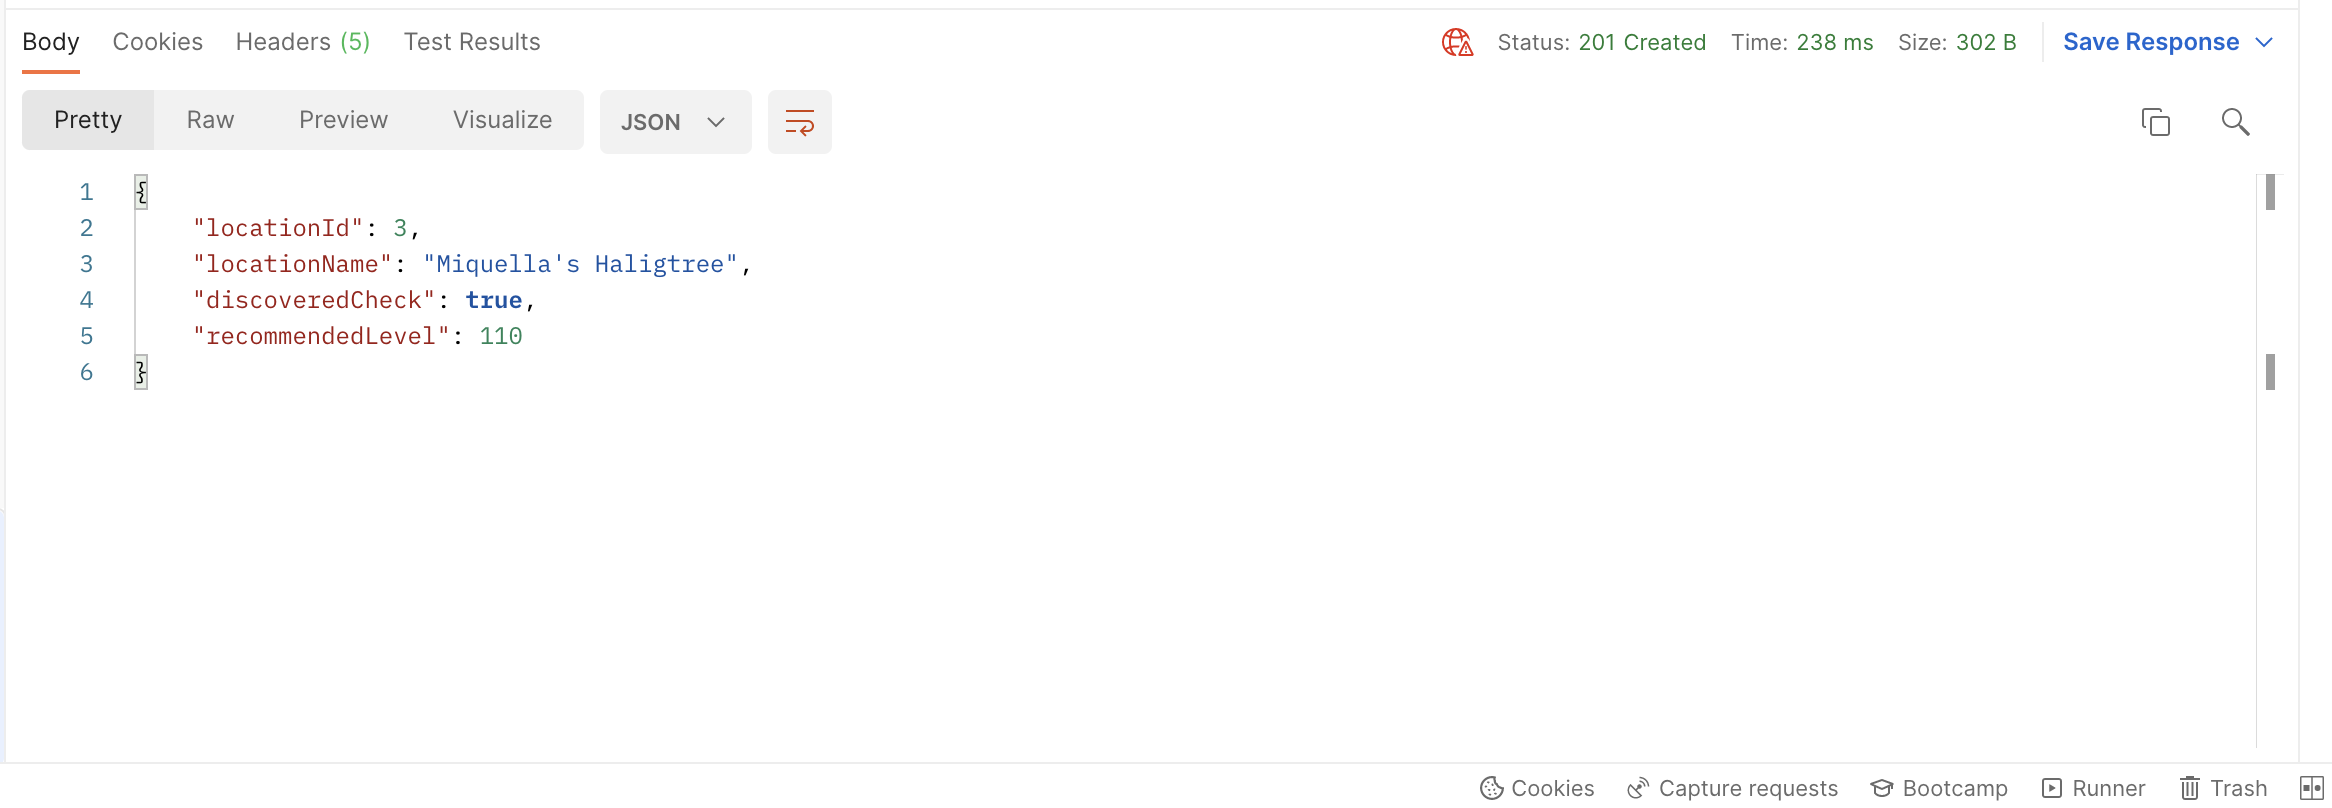 Body Cookies Headers (5) Test Results Status: 201 Created Time: 238 ms Size: 302 B Save Response
Pretty Raw Preview Visualize JSON
1 {
2 "locationId": 3,
3 "locationName": "Miquella's Haligtree",
4 "discoveredCheck": true,
5 "recommendedLevel": 110
6 }
Cookies Capture requests Bootcamp Runner Trash